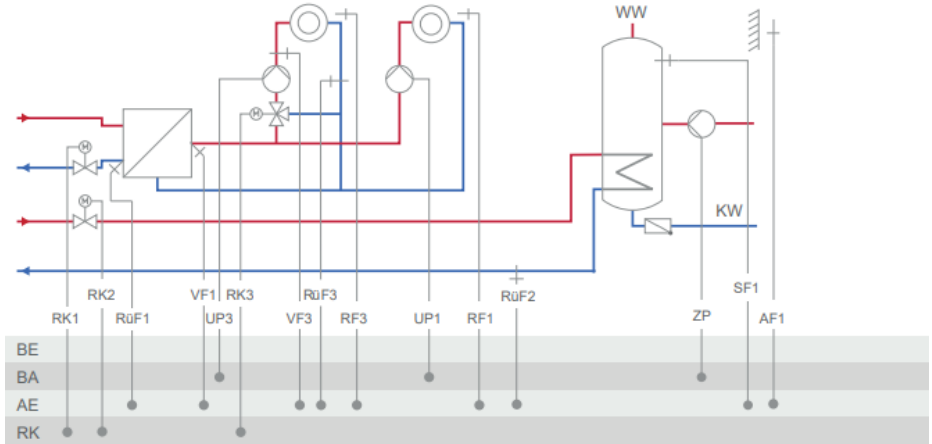 WW
M
M
M
KW
RK2 VF1 RK3 RüF3 RüF2 SF1
RK1 RüF1 UP3 VF3 RF3 UP1 RF1 ZP AF1
BE
BA
AE
RK